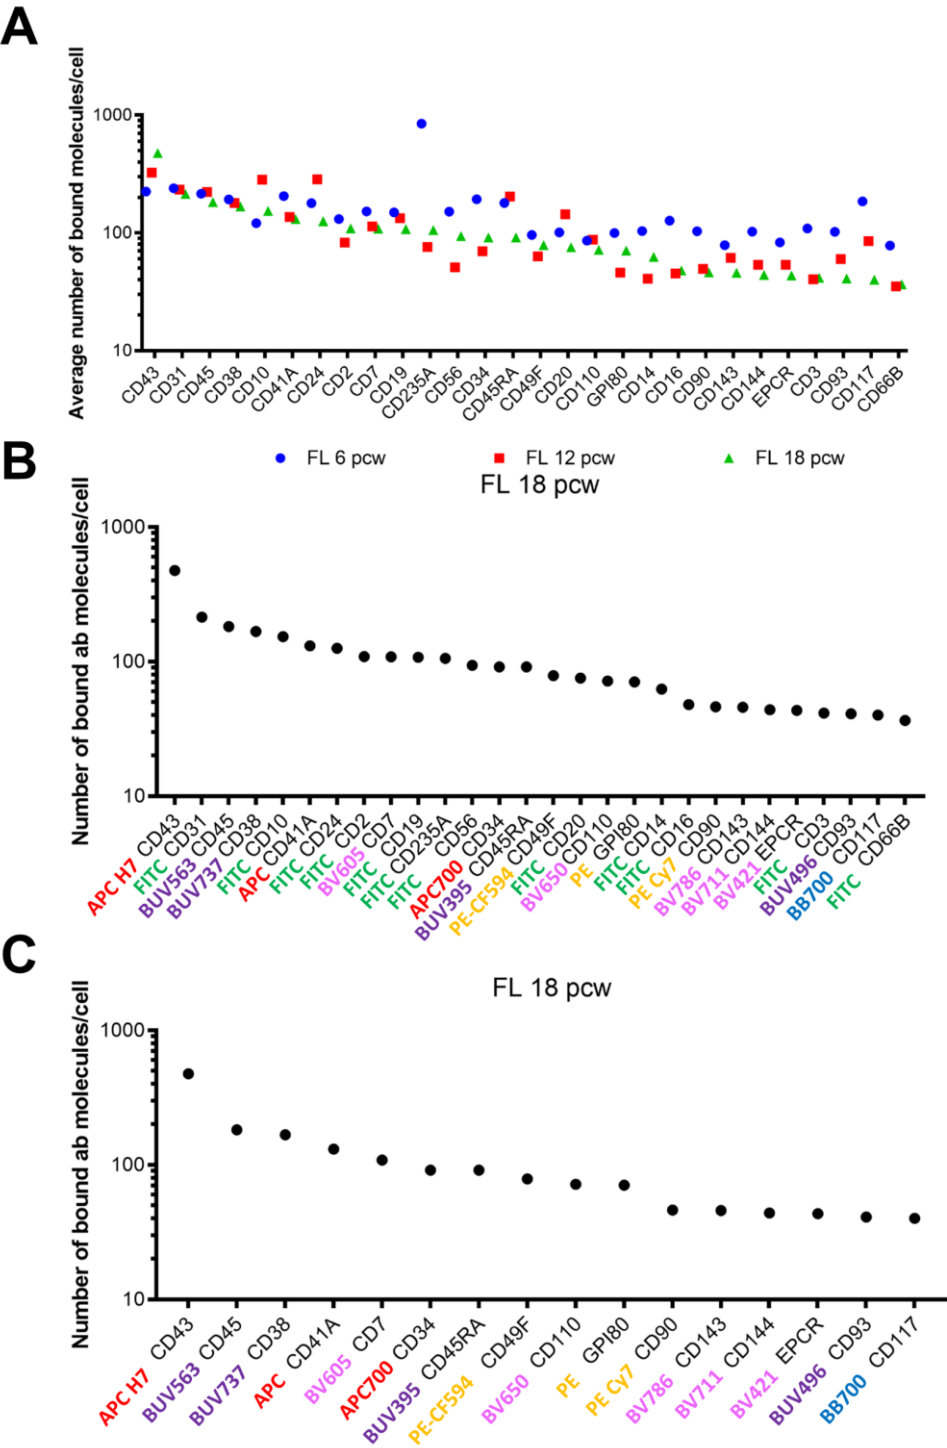 A
Average number of bound molecules/cell
1000
100
10
CD43 CD31 CD45 CD38 CD10 CD41A CD24 CD2 CD7 CD19 CD235A CD56 CD34 CD45RA CD49F CD20 CD110 GPI80 CD14 CD16 CD90 CD143 CD144 EPCR CD3 CD93 CD117 CD66B
FL 6 pcw FL 12 pcw FL 18 pcw
B
FL 18 pcw
Number of bound ab molecules/cell
1000
100
10
APC H7 CD43
FITC CD31
BUV563 CD45
BUV737 CD38
FITC CD10
APC CD41A
FITC CD24
FITC CD2
BV605 CD7
FITC CD19
FITC CD235A
FITC CD56
APC700 CD34
BUV395 CD45RA
PE-CF594 CD49F
FITC CD20
BV650 CD110
PE GPI80
FITC CD14
FITC CD16
PE Cy7 CD90
BV786 CD143
BV711 CD144
BV421 EPCR
FITC CD3
BUV496 CD93
BB700 CD117
FITC CD66B
C
FL 18 pcw
Number of bound ab molecules/cell
1000
100
10
APC H7 CD43
BUV563 CD45
BUV737 CD38
APC CD41A
BV605 CD7
APC700 CD34
BUV395 CD45RA
PE-CF594 CD49F
BV650 CD110
PE GPI80
PE Cy7 CD90
BV786 CD143
BV711 CD144
BV421 EPCR
BUV496 CD93
BB700 CD117